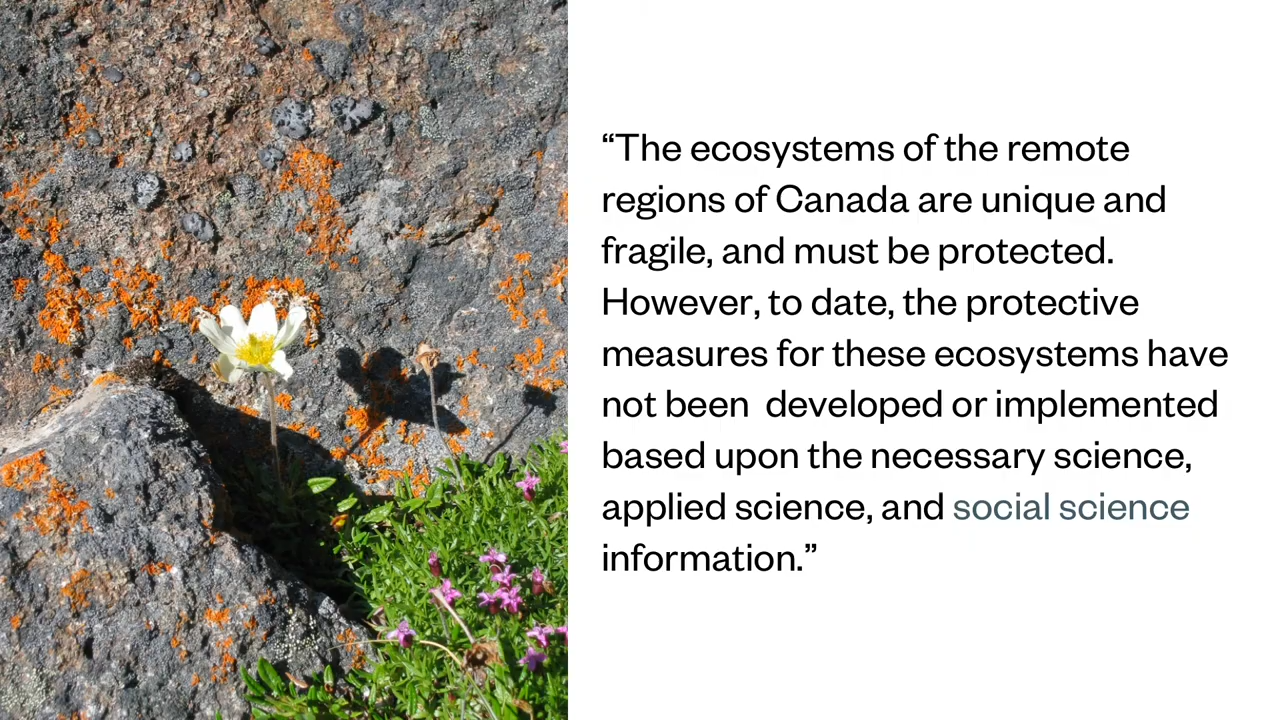 “The ecosystems of the remote
regions of Canada are unique and
fragile, and must be protected.
However, to date, the protective
measures for these ecosystems have
not been  developed or implemented
based upon the necessary science,
applied science, and social science
information.”